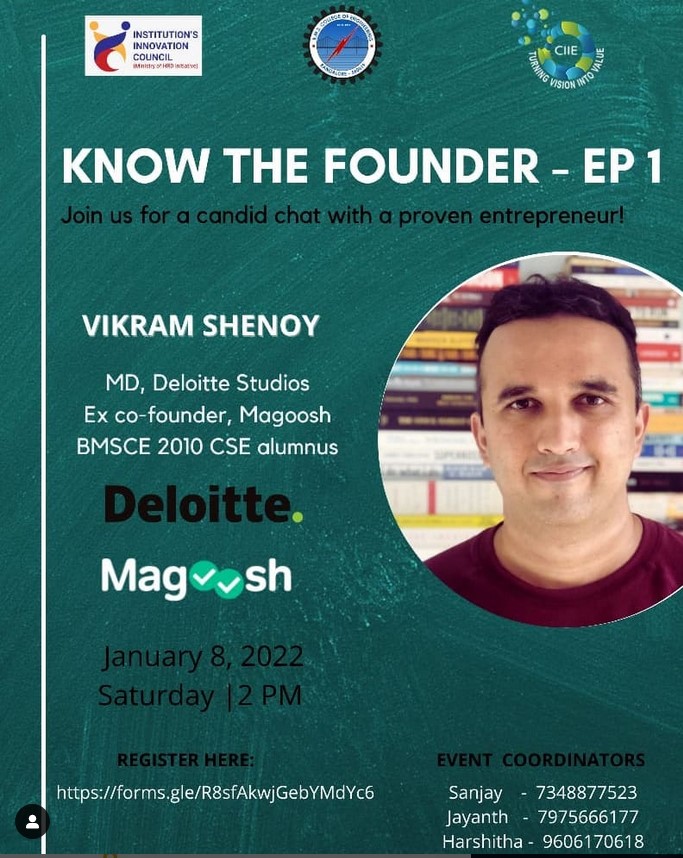 INSTITUTION'S
INNOVATION
COUNCIL
(Ministry of HRD Initiative)
B.M.S. COLLEGE OF ENGINEERING
CIIE
TURNING VISION INTO VALUE
KNOW THE FOUNDER - EP 1
Join us for a candid chat with a proven entrepreneur!
VIKRAM SHENOY
MD, Deloitte Studios
Ex co-founder, Magoosh
BMSCE 2010 CSE alumnus
Deloitte.
Magoosh
January 8, 2022
Saturday |2 PM
REGISTER HERE:
https://forms.gle/R8sfAkwjGebYMdYc6
EVENT COORDINATORS
Sanjay - 7348877523
Jayanth - 7975666177
Harshitha - 9606170618